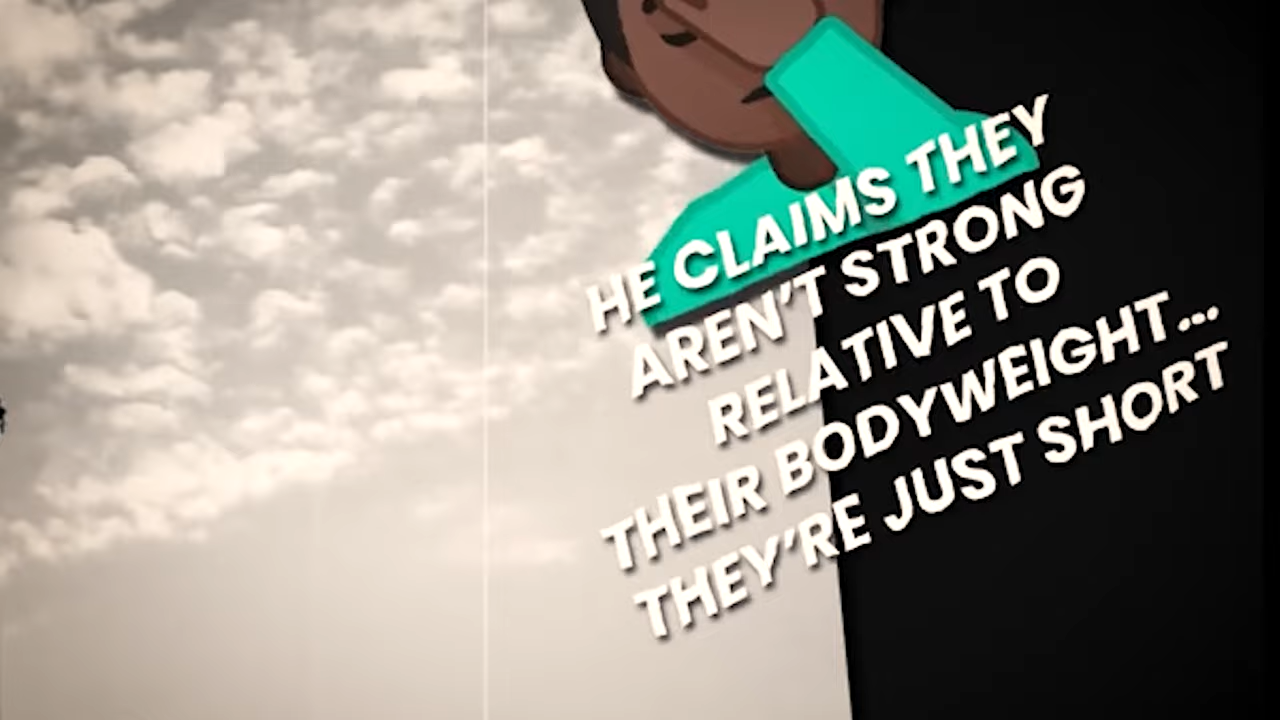 HE CLAIMS THEY
AREN'T STRONG
RELATIVE TO
THEIR BODYWEIGHT...
THEY'RE JUST SHORT